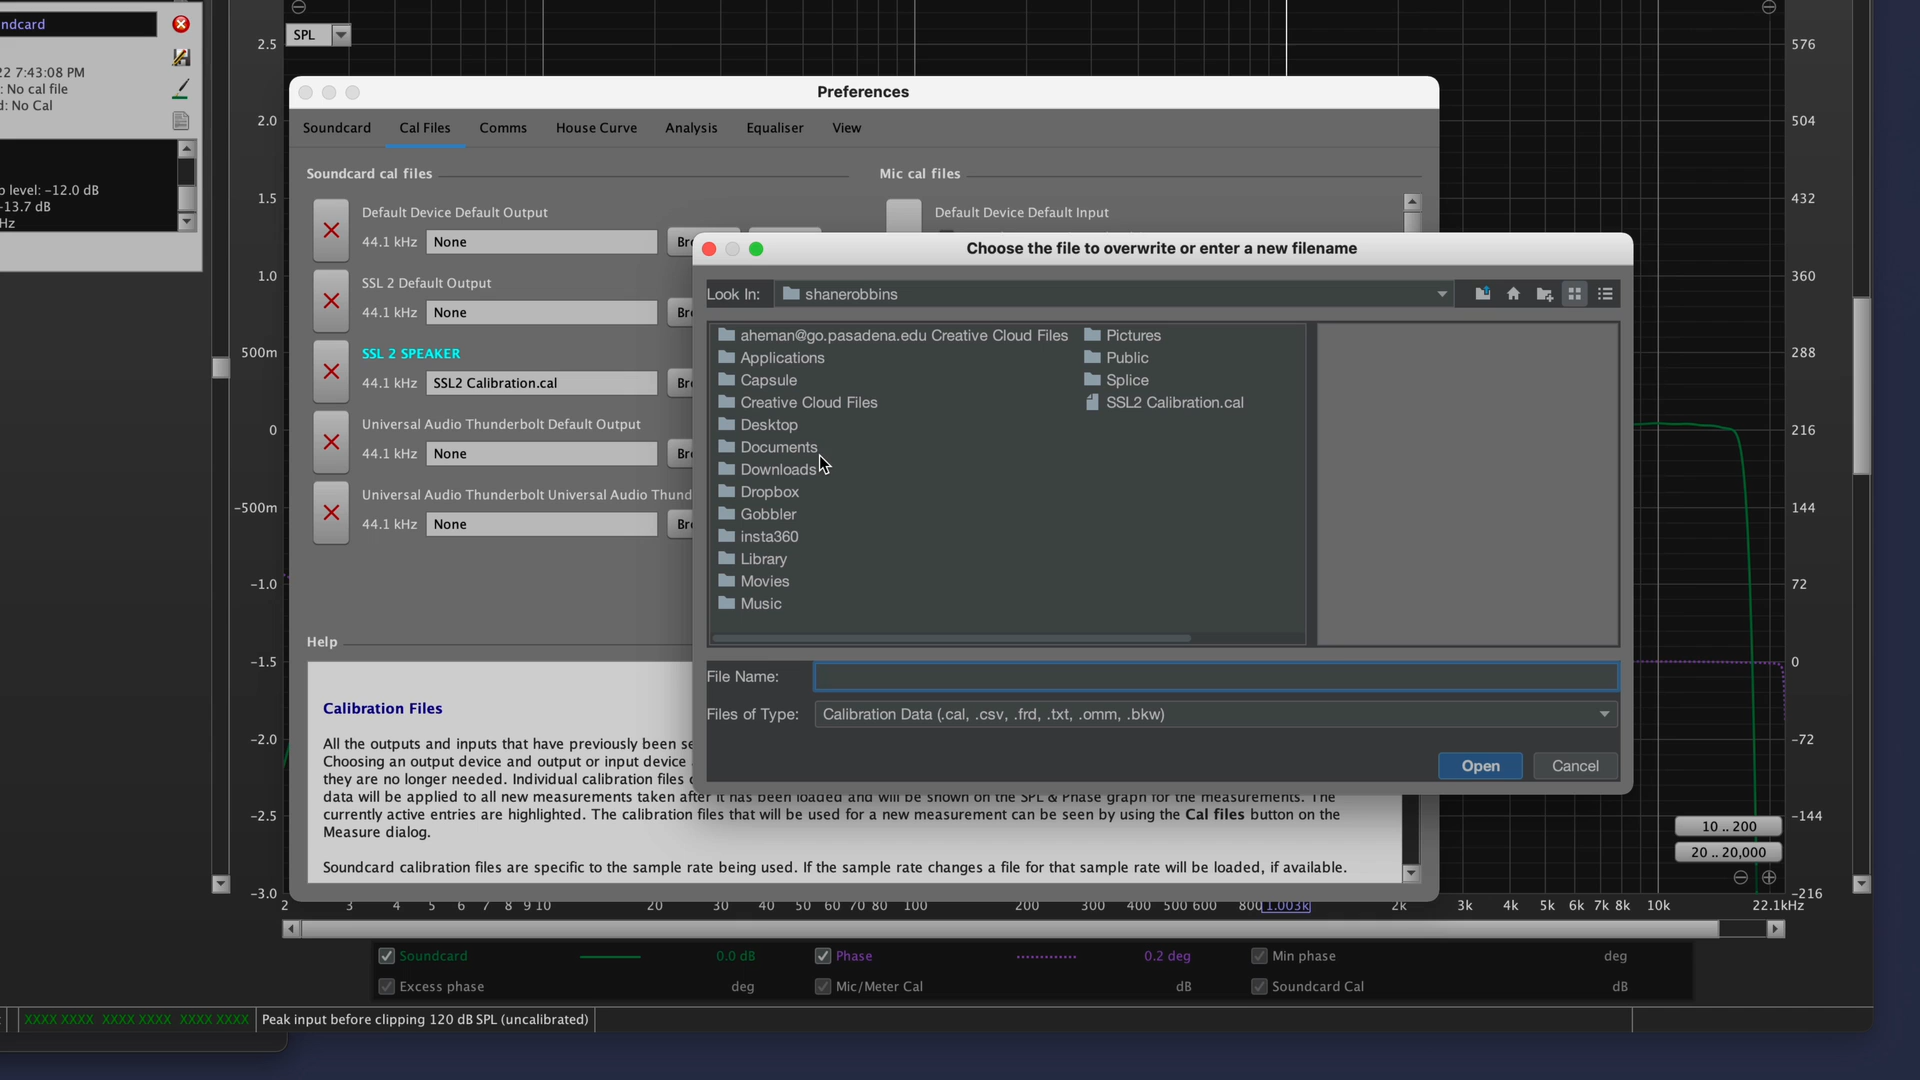 ndcard
22 7:43:08 PM
: No cal file
d: No Cal
p level: -12.0 dB
-13.7 dB
Hz
SPL
2.5
2.0
1.5
1.0
500m
0
-500m
-1.0
-1.5
-2.0
-2.5
-3.0
576
504
432
360
288
216
144
72
0
-72
-144
-216
Preferences
Soundcard Cal Files Comms House Curve Analysis Equaliser View
Soundcard cal files
Mic cal files
Default Device Default Output
44.1 kHz None Bro
SSL 2 Default Output
44.1 kHz None Bro
SSL 2 SPEAKER
44.1 kHz SSL2 Calibration.cal Bro
Universal Audio Thunderbolt Default Output
44.1 kHz None Bro
Universal Audio Thunderbolt Universal Audio Thund
44.1 kHz None Bro
Default Device Default Input
Choose the file to overwrite or enter a new filename
Look In: shanerobbins
aheman@go.pasadena.edu Creative Cloud Files
Applications
Capsule
Creative Cloud Files
Desktop
Documents
Downloads
Dropbox
Gobbler
insta360
Library
Movies
Music
Pictures
Public
Splice
SSL2 Calibration.cal
File Name:
Files of Type: Calibration Data (.cal, .csv, .frd, .txt, .omm, .bkw)
Open Cancel
Help
Calibration Files
All the outputs and inputs that have previously been se
Choosing an output device and output or input device
they are no longer needed. Individual calibration files
data will be applied to all new measurements taken after it has been loaded and will be shown on the SPL & Phase graph for the measurements. The
currently active entries are highlighted. The calibration files that will be used for a new measurement can be seen by using the Cal files button on the
Measure dialog.
Soundcard calibration files are specific to the sample rate being used. If the sample rate changes a file for that sample rate will be loaded, if available.
10 .. 200
20 .. 20,000
2 3 4 5 6 7 8 9 10 20 30 40 50 60 70 80 100 200 300 400 500 600 800 1.003k 2k 3k 4k 5k 6k 7k 8k 10k 22.1kHz
Soundcard 0.0 dB Phase 0.2 deg Min phase deg
Excess phase deg Mic/Meter Cal dB Soundcard Cal dB
XXXX XXXX XXXX XXXX XXXX XXXX Peak input before clipping 120 dB SPL (uncalibrated)